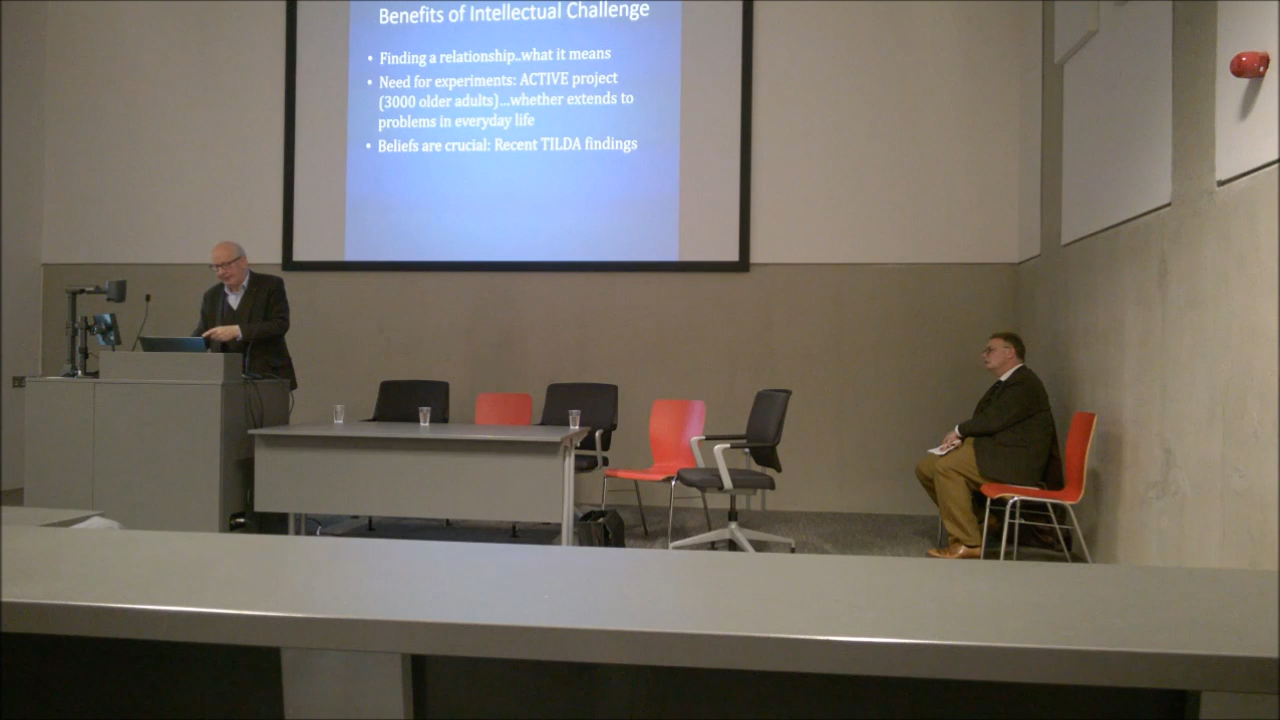 Benefits of Intellectual Challenge
• Finding a relationship..what it means
• Need for experiments: ACTIVE project
(3000 older adults)...whether extends to
problems in everyday life
• Beliefs are crucial: Recent TILDA findings